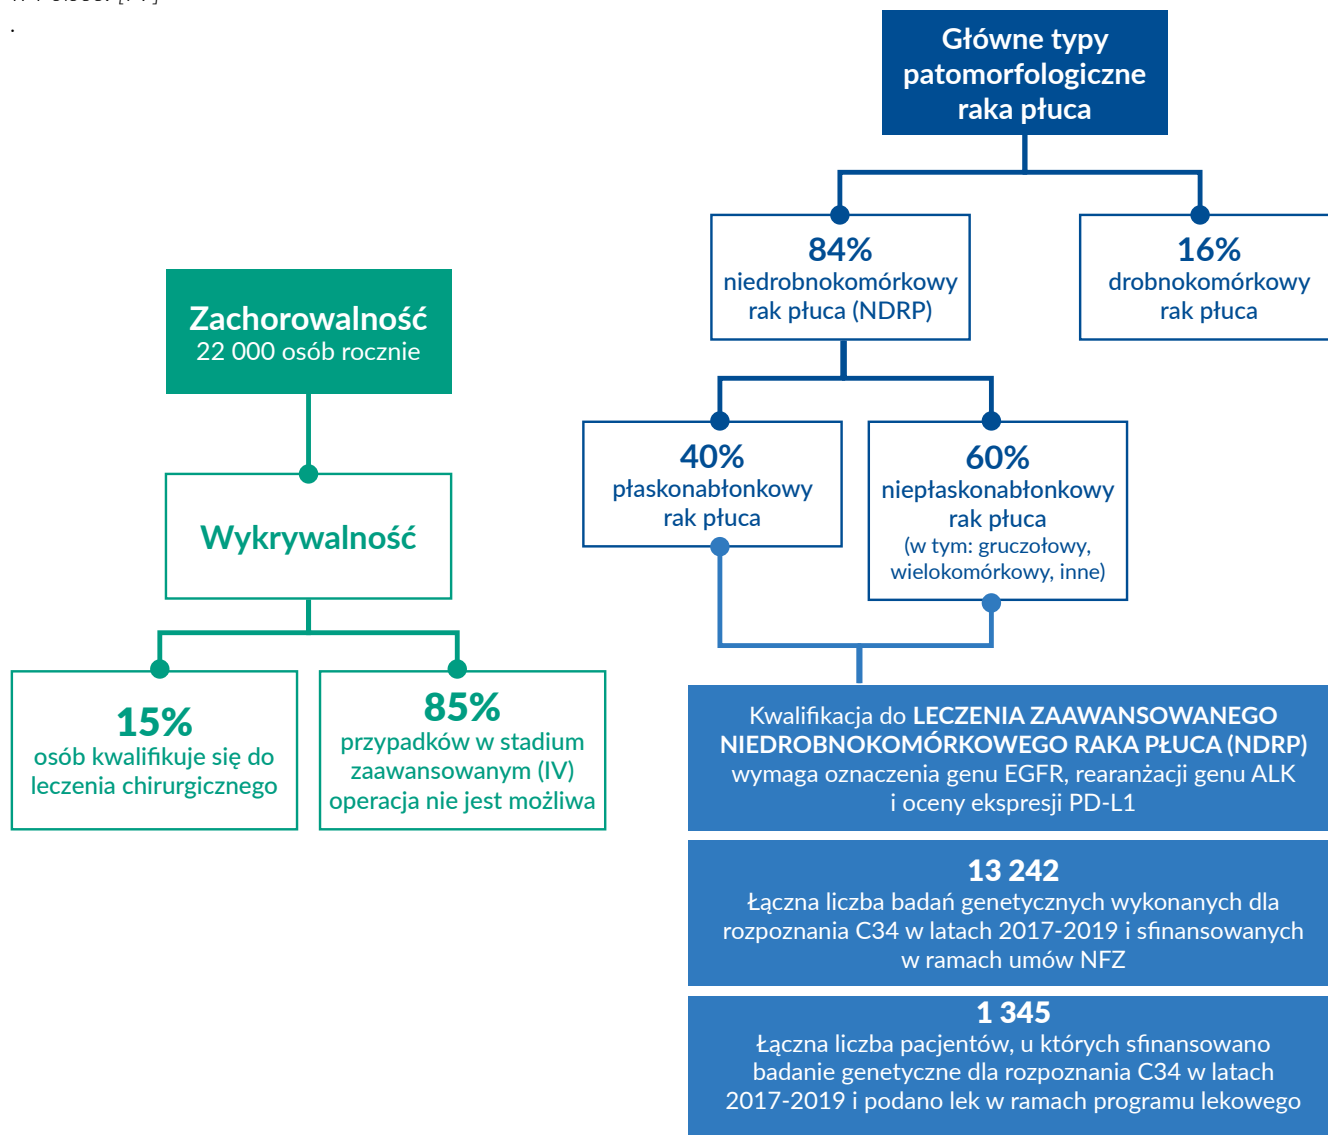 .
Zachorowalność
22 000 osób rocznie
Wykrywalność
15%
osób kwalifikuje się do
leczenia chirurgicznego
85%
przypadków w stadium
zaawansowanym (IV)
operacja nie jest możliwa
Główne typy
patomorfologiczne
raka płuca
84%
niedrobnokomórkowy
rak płuca (NDRP)
16%
drobnokomórkowy
rak płuca
40%
płaskonabłonkowy
rak płuca
60%
niepłaskonabłonkowy
rak płuca
(w tym: gruczołowy,
wielokomórkowy, inne)
Kwalifikacja do LECZENIA ZAAWANSOWANEGO
NIEDROBNOKOMÓRKOWEGO RAKA PŁUCA (NDRP)
wymaga oznaczenia genu EGFR, rearanżacji genu ALK
i oceny ekspresji PD-L1
13 242
Łączna liczba badań genetycznych wykonanych dla
rozpoznania C34 w latach 2017-2019 i sfinansowanych
w ramach umów NFZ
1 345
Łączna liczba pacjentów, u których sfinansowano
badanie genetyczne dla rozpoznania C34 w latach
2017-2019 i podano lek w ramach programu lekowego